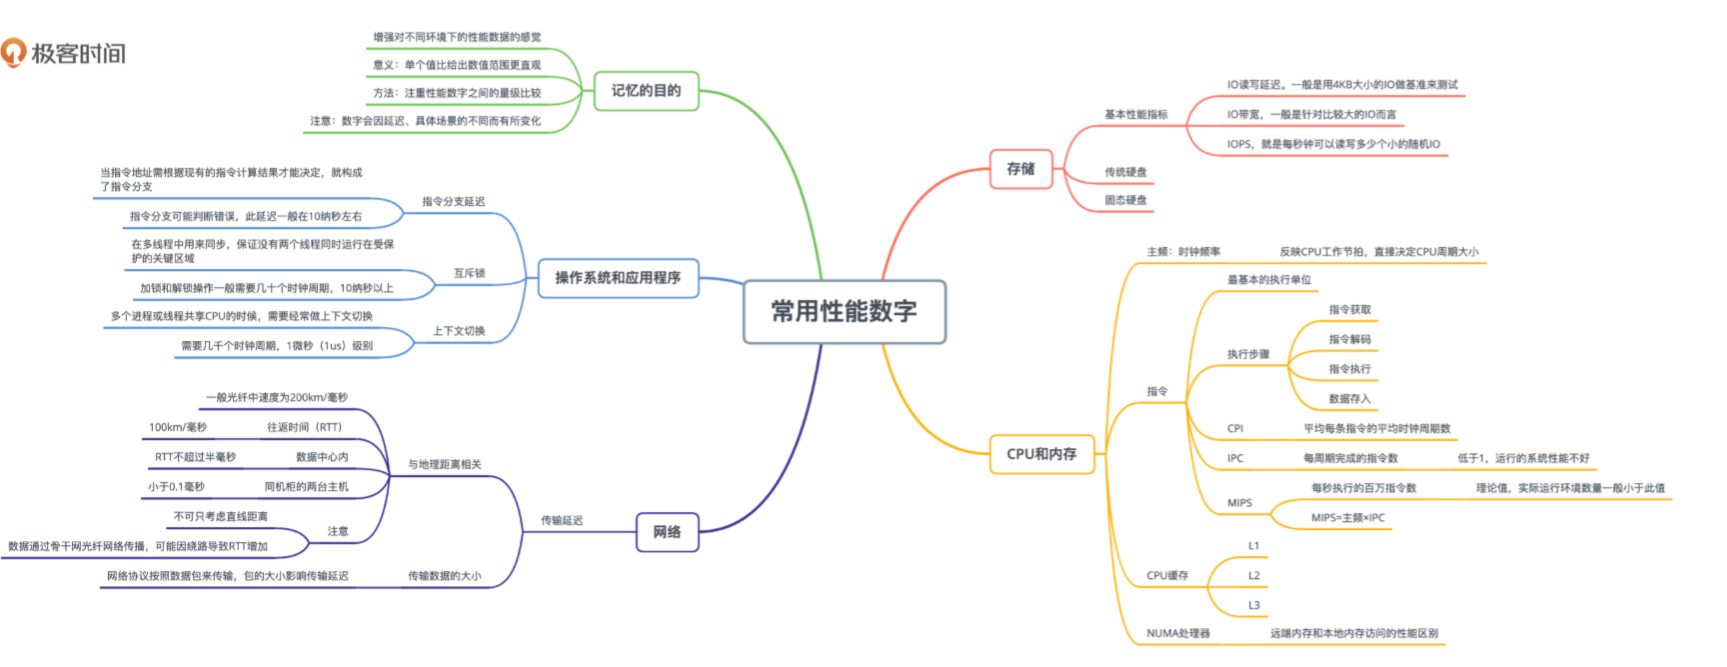 极客时间
常用性能数字
记忆的目的
增强对不同环境下的性能数据的感觉
意义：单个值比给出数值范围更直观
方法：注重性能数字之间的量级比较
注意：数字会因延迟、具体场景的不同而有所变化
操作系统和应用程序
指令分支延迟
当指令地址需根据现有的指令计算结果才能决定，就构成
了指令分支
指令分支可能判断错误，此延迟一般在10纳秒左右
互斥锁
在多线程中用来同步，保证没有两个线程同时运行在受保
护的关键区域
加锁和解锁操作一般需要几十个时钟周期，10纳秒以上
上下文切换
多个进程或线程共享CPU的时候，需要经常做上下文切换
需要几千个时钟周期，1微秒（1us）级别
网络
传输延迟
与地理距离相关
一般光纤中速度为200km/毫秒
往返时间（RTT）
100km/毫秒
数据中心内
RTT不超过半毫秒
同机柜的两台主机
小于0.1毫秒
注意
不可只考虑直线距离
数据通过骨干网光纤网络传播，可能因绕路导致RTT增加
传输数据的大小
网络协议按照数据包来传输，包的大小影响传输延迟
存储
基本性能指标
IO读写延迟。一般是用4KB大小的IO做基准来测试
IO带宽，一般是针对比较大的IO而言
IOPS，就是每秒钟可以读写多少个小的随机IO
传统硬盘
固态硬盘
CPU和内存
主频：时钟频率
反映CPU工作节拍，直接决定CPU周期大小
指令
最基本的执行单位
执行步骤
指令获取
指令解码
指令执行
数据存入
CPI
平均每条指令的平均时钟周期数
IPC
每周期完成的指令数
低于1，运行的系统性能不好
MIPS
每秒执行的百万指令数
理论值，实际运行环境数量一般小于此值
MIPS=主频×IPC
CPU缓存
L1
L2
L3
NUMA处理器
远端内存和本地内存访问的性能区别